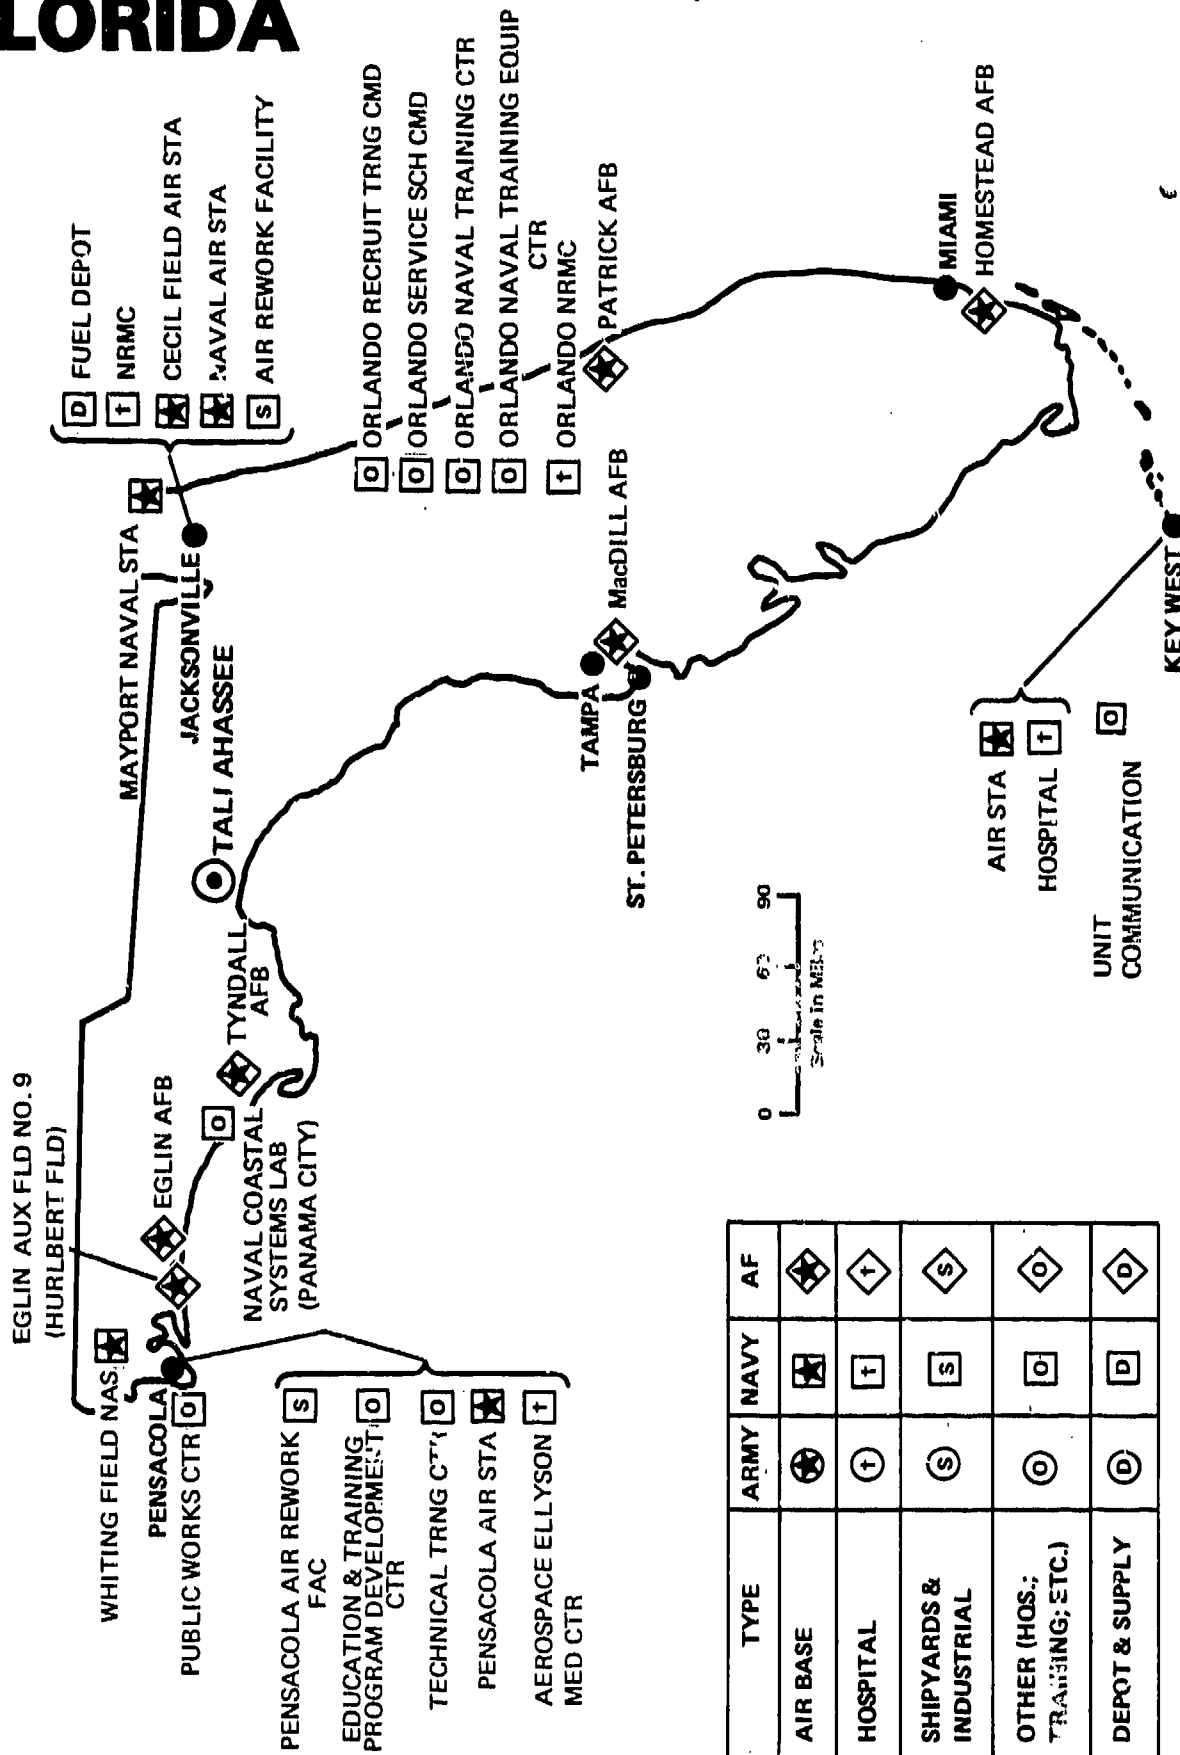 LORIDA
EGLIN AUX FLD NO. 9
(HURLBERT FLD)
WHITING FIELD NAS
PENSACOLA
PUBLIC WORKS CTR
EGLIN AFB
TYNDALL
AFB
NAVAL COASTAL
SYSTEMS LAB
(PANAMA CITY)
PENSACOLA AIR REWORK
FAC
EDUCATION & TRAINING
PROGRAM DEVELOPMENT
CTR
TECHNICAL TRNG CTR
PENSACOLA AIR STA
AEROSPACE ELLYSON
MED CTR
MAYPORT NAVAL STA
JACKSONVILLE
TALI AHASSEE
D FUEL DEPOT
t NRMC
CECIL FIELD AIR STA
NAVAL AIR STA
S AIR REWORK FACILITY
O ORLANDO RECRUIT TRNG CMD
O ORLANDO SERVICE SCH CMD
O ORLANDO NAVAL TRAINING CTR
O ORLANDO NAVAL TRAINING EQUIP
CTR
t ORLANDO NRMC
PATRICK AFB
MacDILL AFB
TAMPA
ST. PETERSBURG
MIAMI
HOMESTEAD AFB
KEY WEST
AIR STA
HOSPITAL t
UNIT
COMMUNICATION O
0 30 60 90
Scale in Miles
TYPE ARMY NAVY AF
AIR BASE
HOSPITAL t t t
SHIPYARDS &
INDUSTRIAL S S S
OTHER (HQS.;
TRAINING; ETC.) O O O
DEPOT & SUPPLY D D D